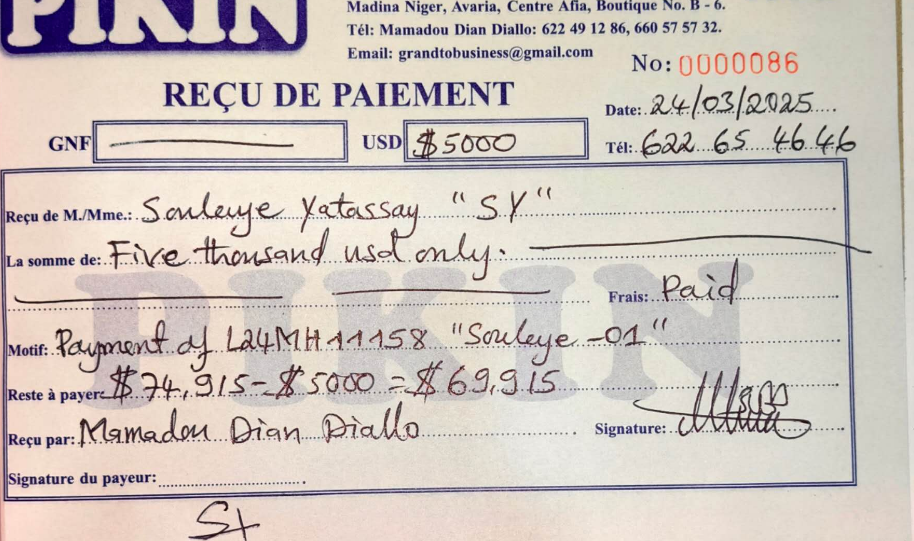 PIKIN
Madina Niger, Avaria, Centre Afia, Boutique No. B - 6.
Tél: Mamadou Dian Diallo: 622 49 12 86, 660 57 57 32.
Email: grandtobusiness@gmail.com
No: 0000086
REÇU DE PAIEMENT
Date: 24/03/2025
GNF USD $5000
Tél: 622 65 46 46
Reçu de M./Mme.: Souleye Yatassay "SY"
La somme de: Five thousand usd only.
Frais: Paid
PIKIN
Motif: Payment of L24MH11158 "Souleye -01"
Reste à payer: $74,915-$5000 = $69,915
Reçu par: Mamadou Dian Diallo Signature:
Signature du payeur: